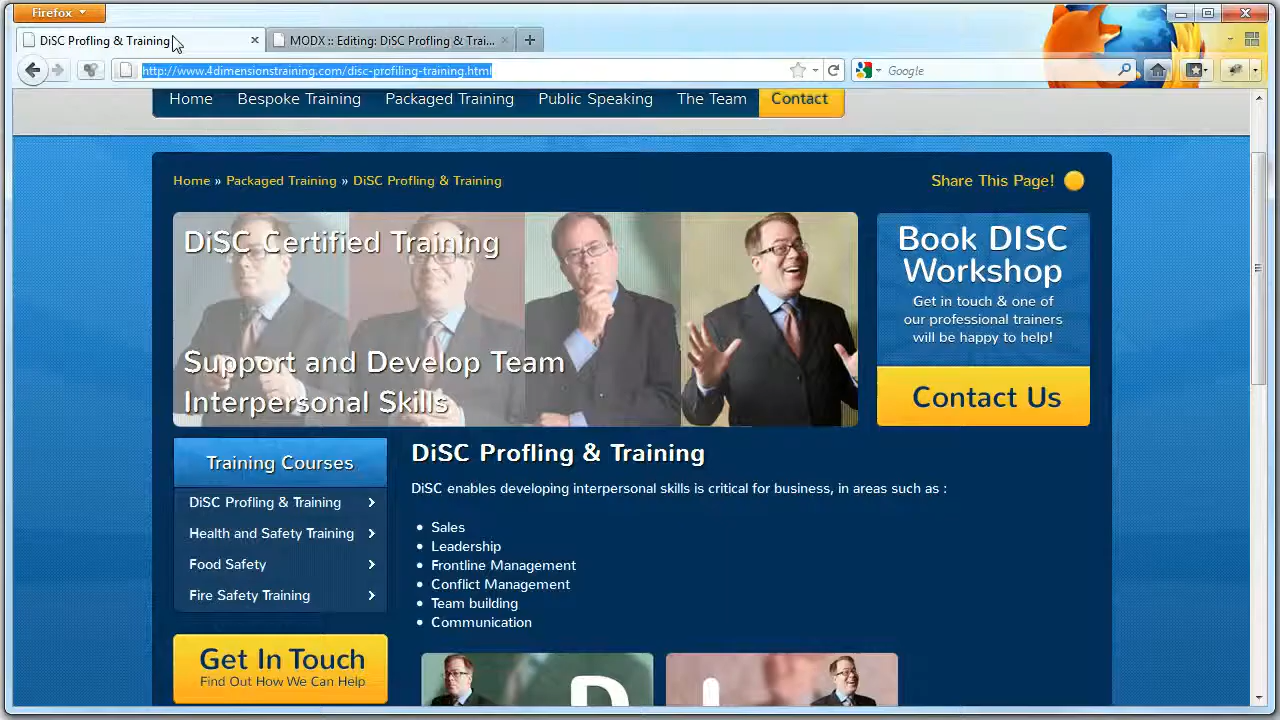 Firefox
DiSC Profling & Training
MODX :: Editing: DiSC Profling & Trai...
http://www.4dimensionstraining.com/disc-profiling-training.html
Google
Home
Bespoke Training
Packaged Training
Public Speaking
The Team
Contact
Home » Packaged Training » DiSC Profling & Training
Share This Page!
DiSC Certified Training
Support and Develop Team
Interpersonal Skills
Book DISC
Workshop
Get in touch & one of
our professional trainers
will be happy to help!
Contact Us
Training Courses
DiSC Profling & Training
Health and Safety Training
Food Safety
Fire Safety Training
Get In Touch
Find Out How We Can Help
DiSC Profling & Training
DiSC enables developing interpersonal skills is critical for business, in areas such as :
Sales
Leadership
Frontline Management
Conflict Management
Team building
Communication